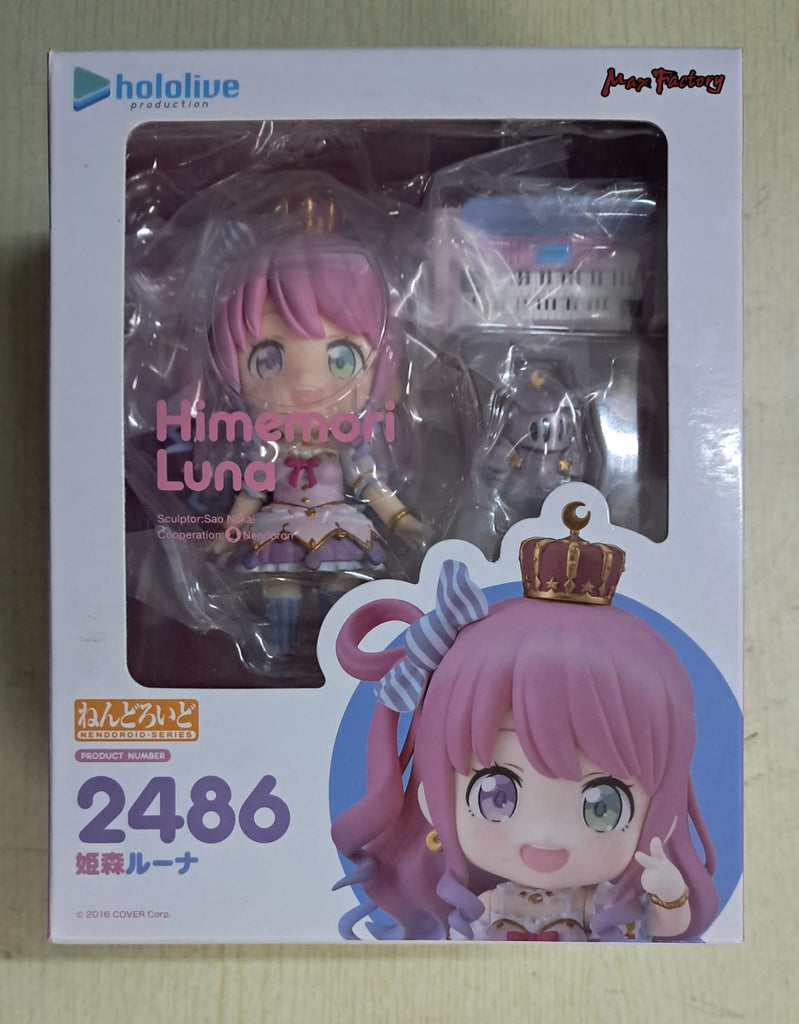 hololive
production
Max Factory
Himemori
Luna
Sculptor:Sao Nakai
Cooperation: Nendoron
ねんどろいど
NENDOROID-SERIES
PRODUCT NUMBER
2486
姫森ルーナ
© 2016 COVER Corp.